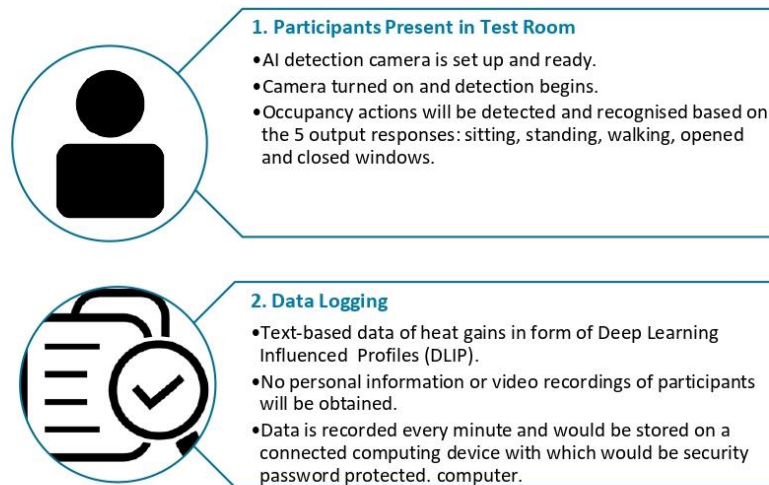 1. Participants Present in Test Room
•AI detection camera is set up and ready.
•Camera turned on and detection begins.
•Occupancy actions will be detected and recognised based on
the 5 output responses: sitting, standing, walking, opened
and closed windows.
2. Data Logging
•Text-based data of heat gains in form of Deep Learning
Influenced Profiles (DLIP).
•No personal information or video recordings of participants
will be obtained.
•Data is recorded every minute and would be stored on a
connected computing device with which would be security
password protected. computer.